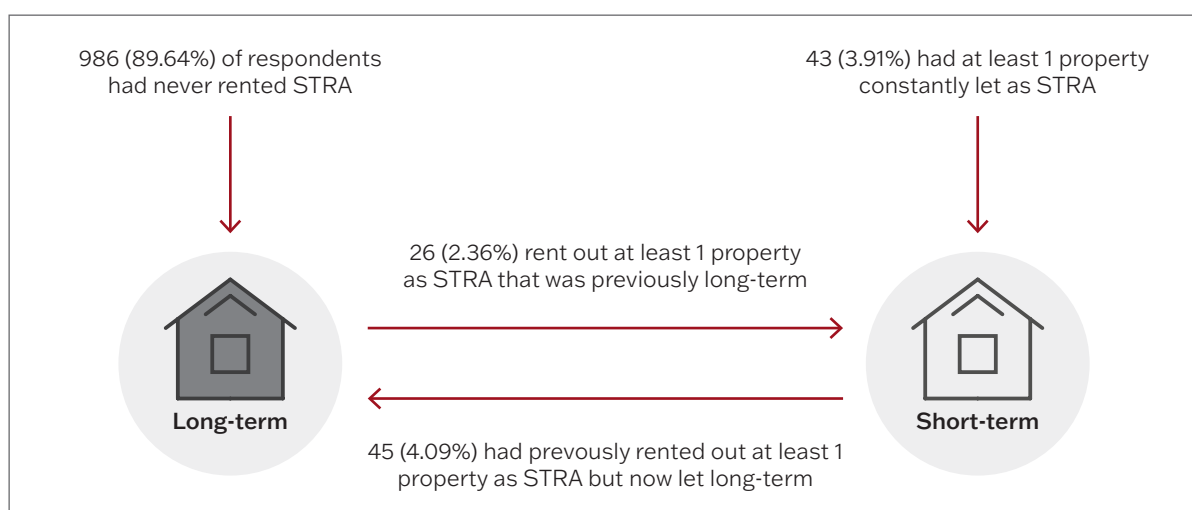 986 (89.64%) of respondents
had never rented STRA
43 (3.91%) had at least 1 property
constantly let as STRA
26 (2.36%) rent out at least 1 property
as STRA that was previously long-term
Long-term
Short-term
45 (4.09%) had prevously rented out at least 1
property as STRA but now let long-term